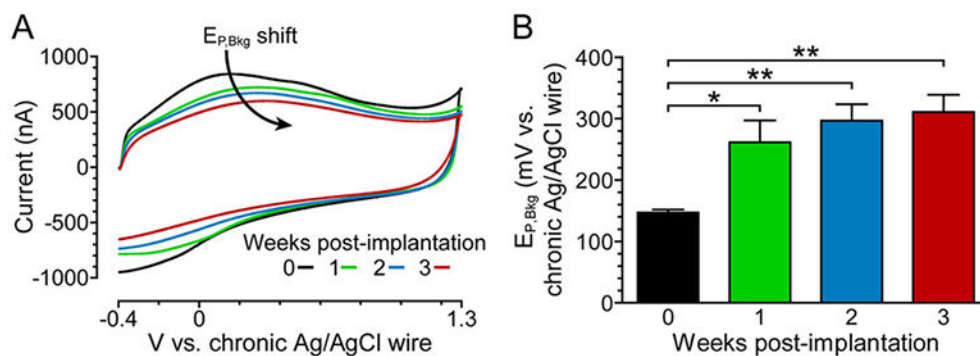 A
E_P,Bkg shift
Current (nA)
1000
500
0
-500
-1000
Weeks post-implantation
0 1 2 3
-0.4 0 1.3
V vs. chronic Ag/AgCl wire
B
E_P,Bkg (mV vs.
chronic Ag/AgCl wire)
400
300
200
100
0
**
**
*
0 1 2 3
Weeks post-implantation